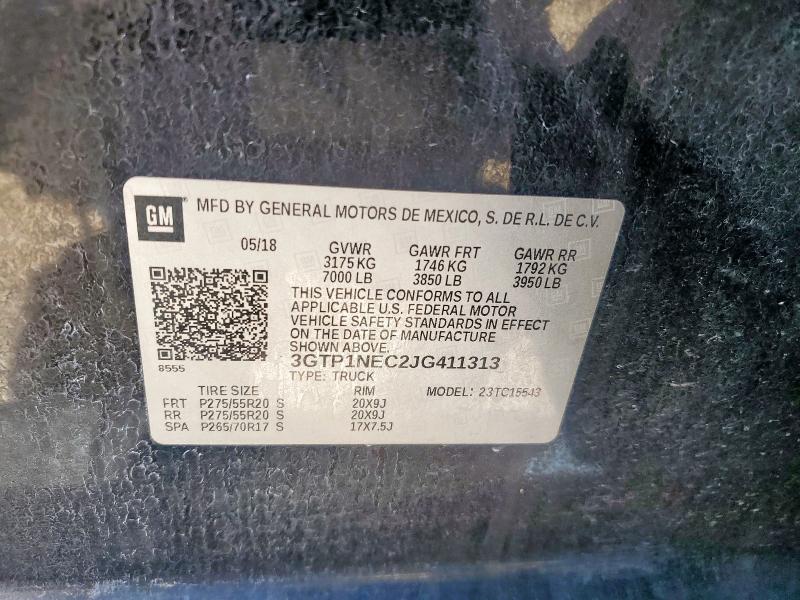 GM
MFD BY GENERAL MOTORS DE MEXICO, S. DE R.L. DE C.V.
05/18 GVWR GAWR FRT GAWR RR
3175 KG 1746 KG 1792 KG
7000 LB 3850 LB 3950 LB
THIS VEHICLE CONFORMS TO ALL
APPLICABLE U.S. FEDERAL MOTOR
VEHICLE SAFETY STANDARDS IN EFFECT
ON THE DATE OF MANUFACTURE
SHOWN ABOVE.
8555
3GTP1NEC2JG411313
TYPE: TRUCK
TIRE SIZE RIM MODEL: 23TC15543
FRT P275/55R20 S 20X9J
RR P275/55R20 S 20X9J
SPA P265/70R17 S 17X7.5J